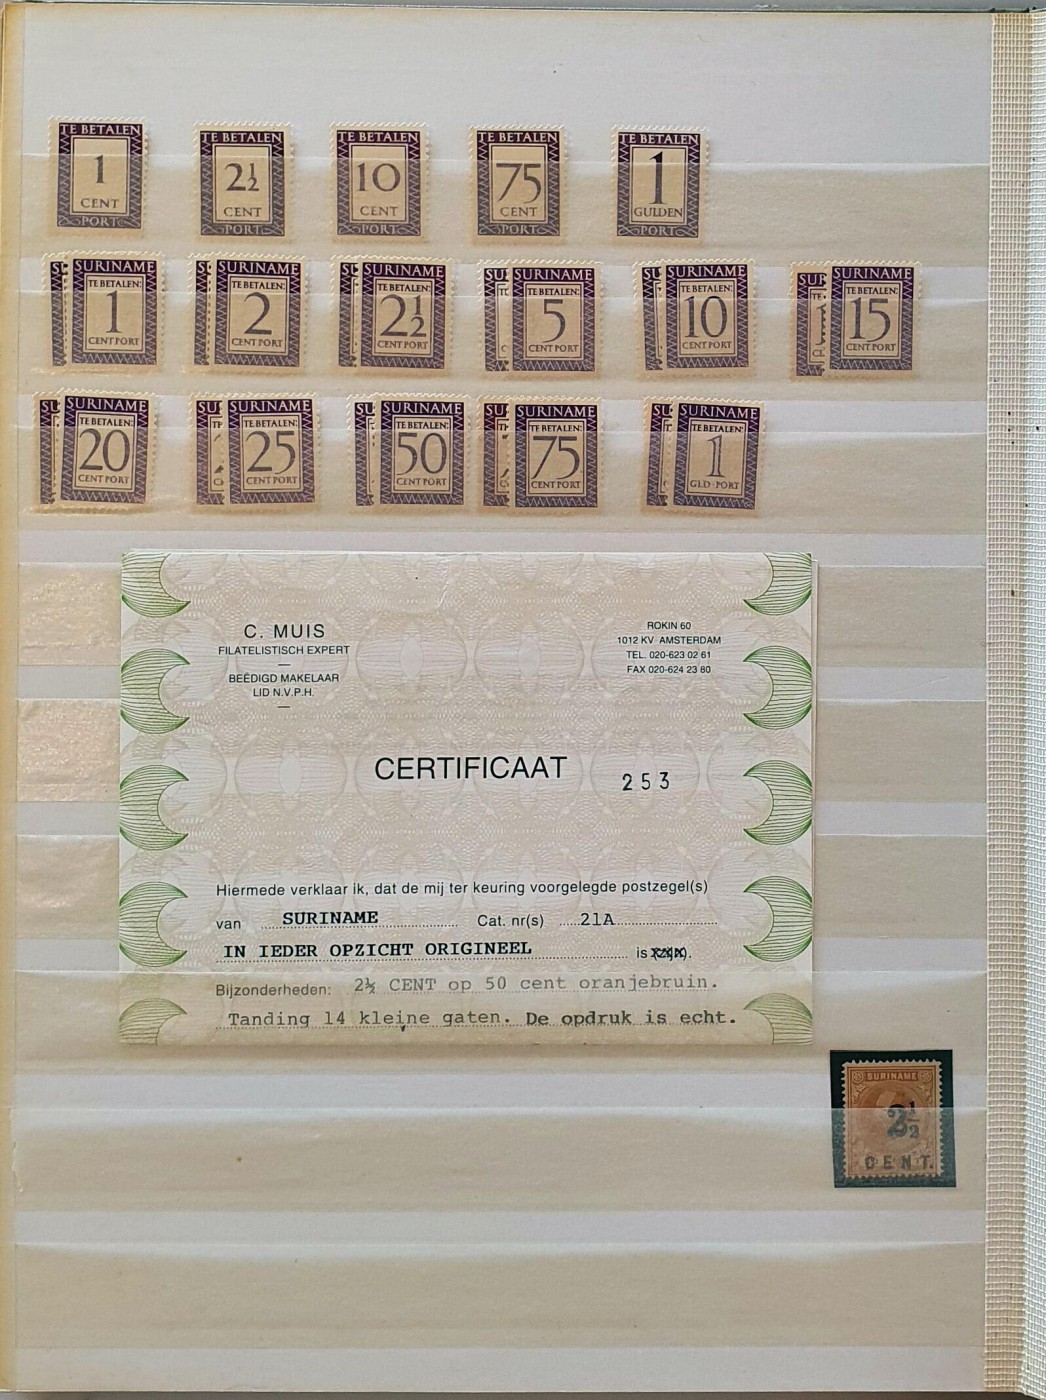 TE BETALEN
1
CENT
PORT
TE BETALEN
2½
CENT
PORT
TE BETALEN
10
CENT
PORT
TE BETALEN
75
CENT
PORT
TE BETALEN
1
GULDEN
PORT
SURINAME
TE BETALEN:
1
CENT PORT
SURINAME
TE BETALEN:
2
CENT PORT
SURINAME
TE BETALEN:
2½
CENT PORT
SURINAME
TE BETALEN:
5
CENT PORT
SURINAME
TE BETALEN:
10
CENT PORT
SURINAME
TE BETALEN:
15
CENT PORT
SURINAME
TE BETALEN:
20
CENT PORT
SURINAME
TE BETALEN:
25
CENT PORT
SURINAME
TE BETALEN:
50
CENT PORT
SURINAME
TE BETALEN:
75
CENT PORT
SURINAME
TE BETALEN:
1
GLD·PORT
C. MUIS
FILATELISTISCH EXPERT
BEËDIGD MAKELAAR
LID N.V.P.H.
ROKIN 60
1012 KV AMSTERDAM
TEL. 020-623 02 61
FAX 020-624 23 80
CERTIFICAAT
253
Hiermede verklaar ik, dat de mij ter keuring voorgelegde postzegel(s)
van SURINAME Cat. nr(s) 21A
IN IEDER OPZICHT ORIGINEEL is
Bijzonderheden: 2½ CENT op 50 cent oranjebruin.
Tanding 14 kleine gaten. De opdruk is echt.
SURINAME
2½
CENT.